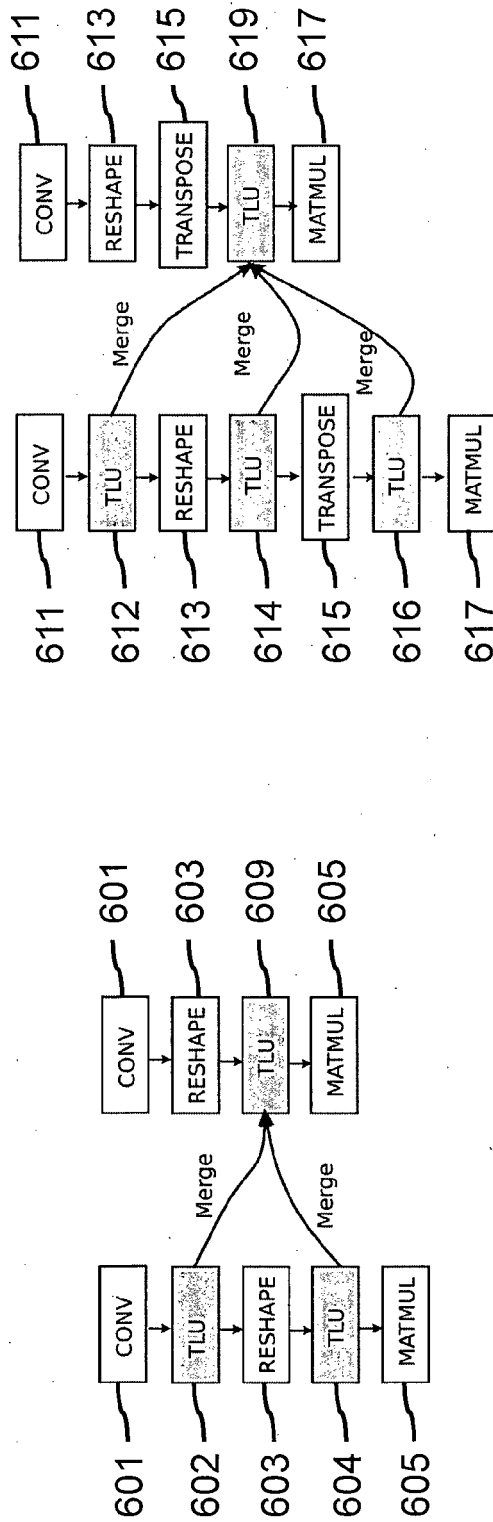 601 CONV
602 TLU
603 RESHAPE
604 TLU
605 MATMUL
Merge
Merge
CONV 601
RESHAPE 603
TLU 609
MATMUL 605
611 CONV
612 TLU
613 RESHAPE
614 TLU
615 TRANSPOSE
616 TLU
617 MATMUL
Merge
Merge
Merge
CONV 611
RESHAPE 613
TRANSPOSE 615
TLU 619
MATMUL 617